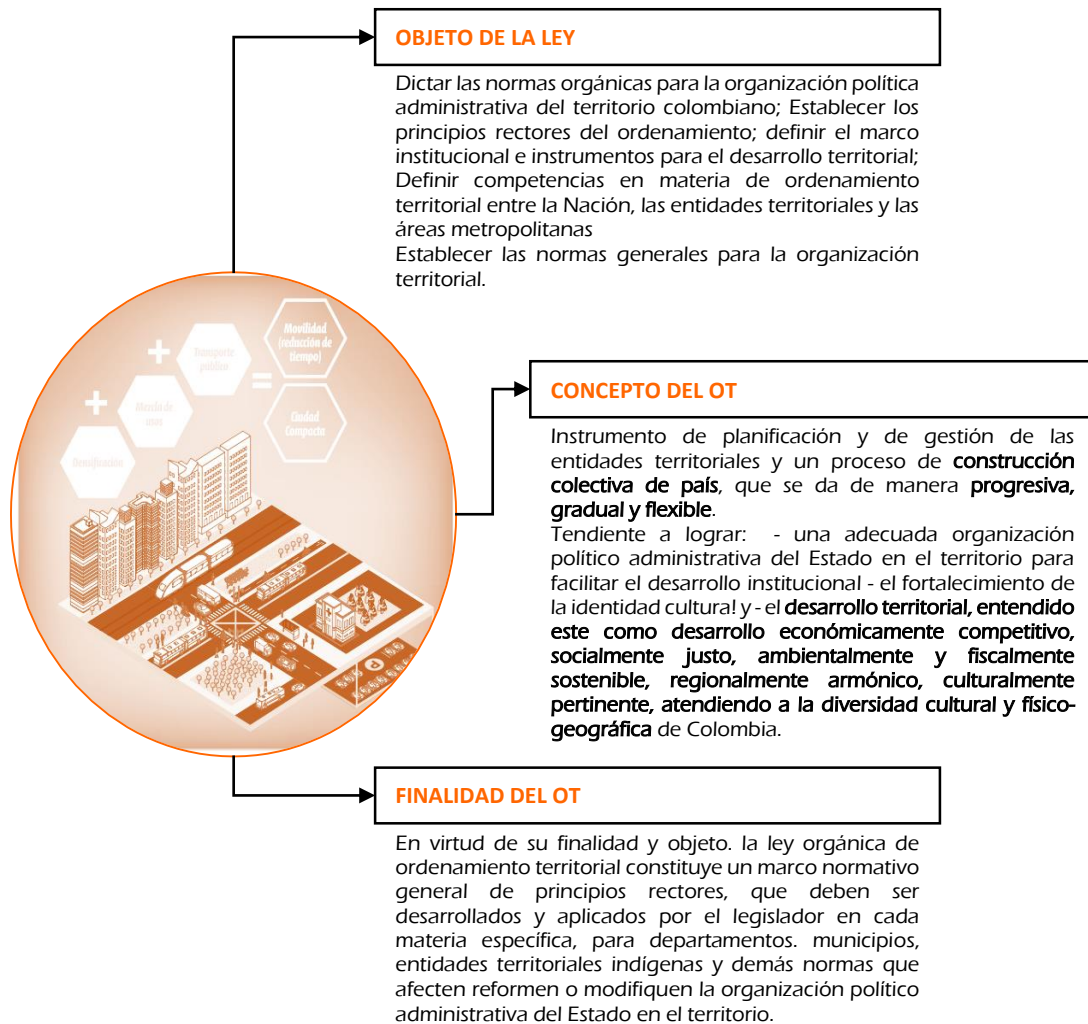 OBJETO DE LA LEY
Dictar las normas orgánicas para la organización política
administrativa del territorio colombiano; Establecer los
principios rectores del ordenamiento; definir el marco
institucional e instrumentos para el desarrollo territorial;
Definir competencias en materia de ordenamiento
territorial entre la Nación, las entidades territoriales y las
áreas metropolitanas
Establecer las normas generales para la organización
territorial.
Movilidad
(reducción de
tiempo)
Transporte
público
+
=
Mezcla de
usos
+
Ciudad
Compacta
Densificación
P
CONCEPTO DEL OT
Instrumento de planificación y de gestión de las
entidades territoriales y un proceso de construcción
colectiva de país, que se da de manera progresiva,
gradual y flexible.
Tendiente a lograr: - una adecuada organización
político administrativa del Estado en el territorio para
facilitar el desarrollo institucional - el fortalecimiento de
la identidad cultura! y - el desarrollo territorial, entendido
este como desarrollo económicamente competitivo,
socialmente justo, ambientalmente y fiscalmente
sostenible, regionalmente armónico, culturalmente
pertinente, atendiendo a la diversidad cultural y físico-
geográfica de Colombia.
FINALIDAD DEL OT
En virtud de su finalidad y objeto. la ley orgánica de
ordenamiento territorial constituye un marco normativo
general de principios rectores, que deben ser
desarrollados y aplicados por el legislador en cada
materia específica, para departamentos. municipios,
entidades territoriales indígenas y demás normas que
afecten reformen o modifiquen la organización político
administrativa del Estado en el territorio.